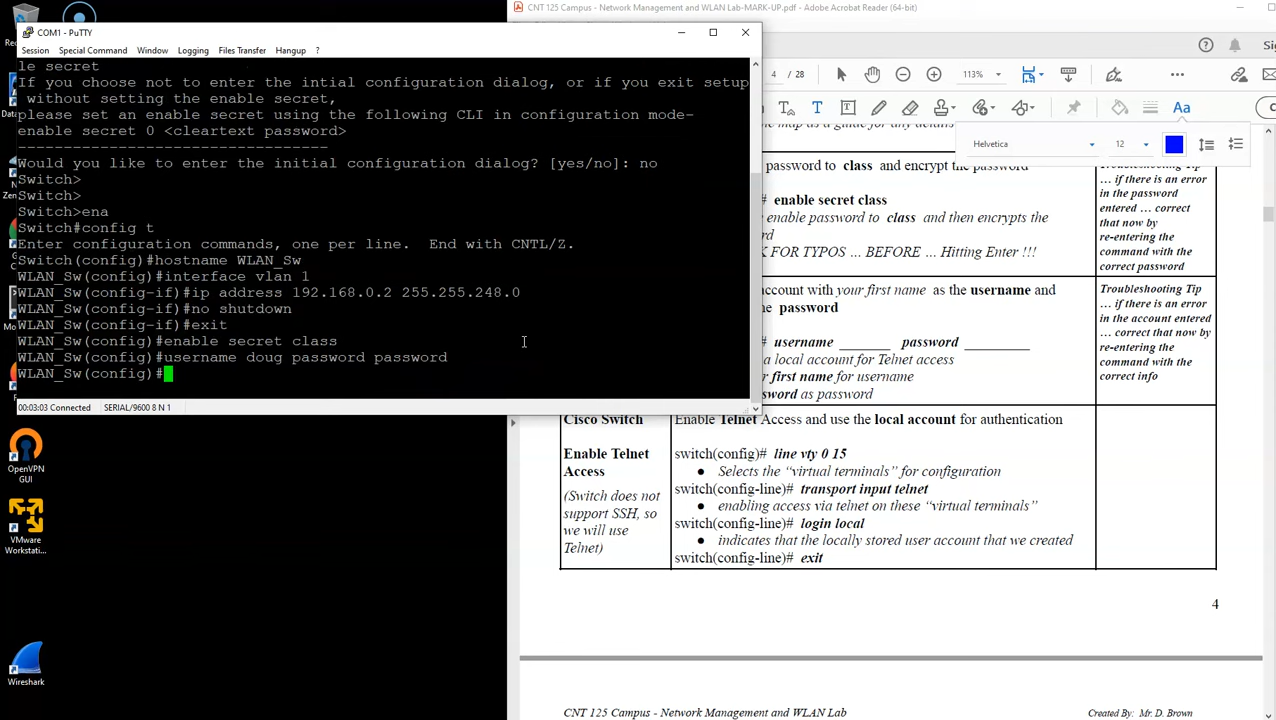 COM1 - PuTTY
Session Special Command Window Logging Files Transfer Hangup ?
le secret
If you choose not to enter the intial configuration dialog, or if you exit setup
without setting the enable secret,
please set an enable secret using the following CLI in configuration mode-
enable secret 0 <cleartext password>
----------------------------------
Would you like to enter the initial configuration dialog? [yes/no]: no
Switch>
Switch>
Switch>ena
Switch#config t
Enter configuration commands, one per line. End with CNTL/Z.
Switch(config)#hostname WLAN_Sw
WLAN_Sw(config)#interface vlan 1
WLAN_Sw(config-if)#ip address 192.168.0.2 255.255.248.0
WLAN_Sw(config-if)#no shutdown
WLAN_Sw(config-if)#exit
WLAN_Sw(config)#enable secret class
WLAN_Sw(config)#username doug password password
WLAN_Sw(config)#
00:03:03 Connected SERIAL/9600 8 N 1
OpenVPN
GUI
VMware
Workstati...
Wireshark
CNT 125 Campus - Network Management and WLAN Lab-MARK-UP.pdf - Adobe Acrobat Reader (64-bit)
4 / 28
113%
Aa
Helvetica
12
password to class and encrypt the password
# enable secret class
enable password to class and then encrypts the
K FOR TYPOS ... BEFORE ... Hitting Enter !!!
Troubleshooting Tip
... if there is an error
in the password
entered ... correct
that now by
re-entering the
command with the
correct password
account with your first name as the username and
password
# username _______ password __________
a local account for Telnet access
r first name for username
sword as password
Troubleshooting Tip
... if there is an error
in the account entered
... correct that now by
re-entering the
command with the
correct info
Cisco Switch
Enable Telnet
Access
(Switch does not
support SSH, so
we will use
Telnet)
Enable Telnet Access and use the local account for authentication
switch(config)# line vty 0 15
● Selects the “virtual terminals” for configuration
switch(config-line)# transport input telnet
● enabling access via telnet on these “virtual terminals”
switch(config-line)# login local
● indicates that the locally stored user account that we created
switch(config-line)# exit
4
CNT 125 Campus - Network Management and WLAN Lab
Created By: Mr. D. Brown